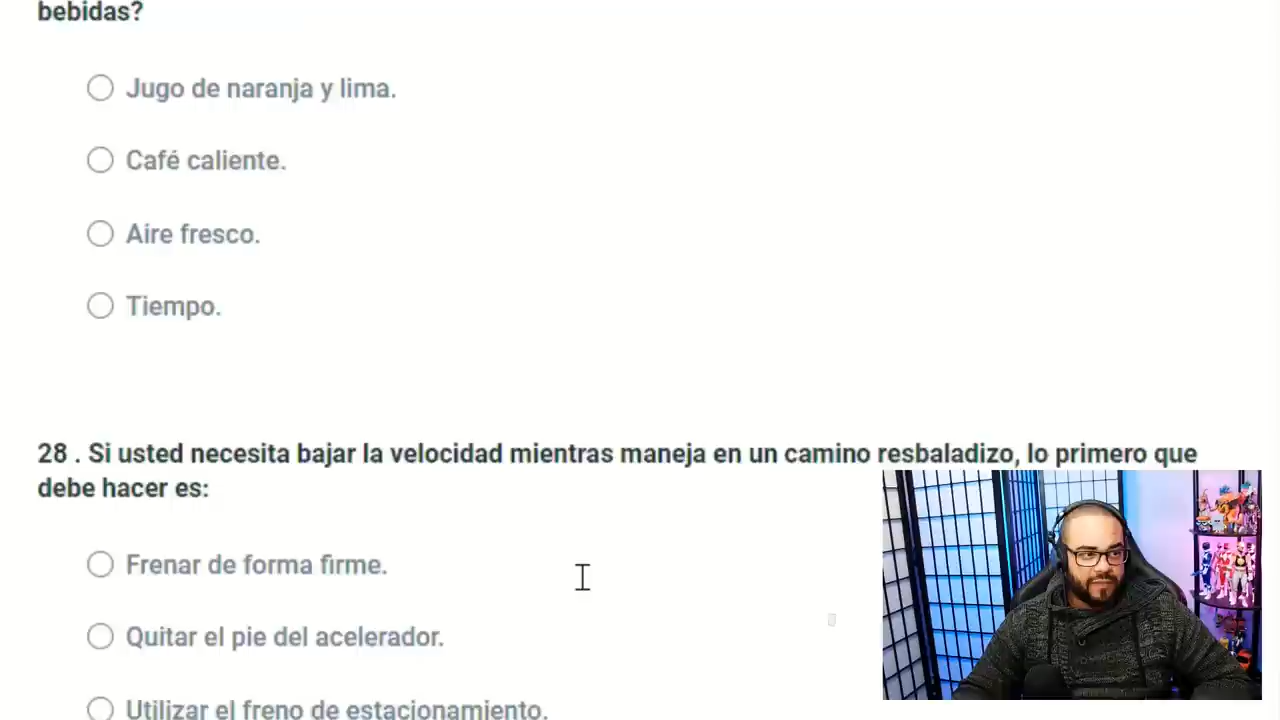 bebidas?
Jugo de naranja y lima.
Café caliente.
Aire fresco.
Tiempo.
28 . Si usted necesita bajar la velocidad mientras maneja en un camino resbaladizo, lo primero que
debe hacer es:
Frenar de forma firme.
Quitar el pie del acelerador.
Utilizar el freno de estacionamiento.